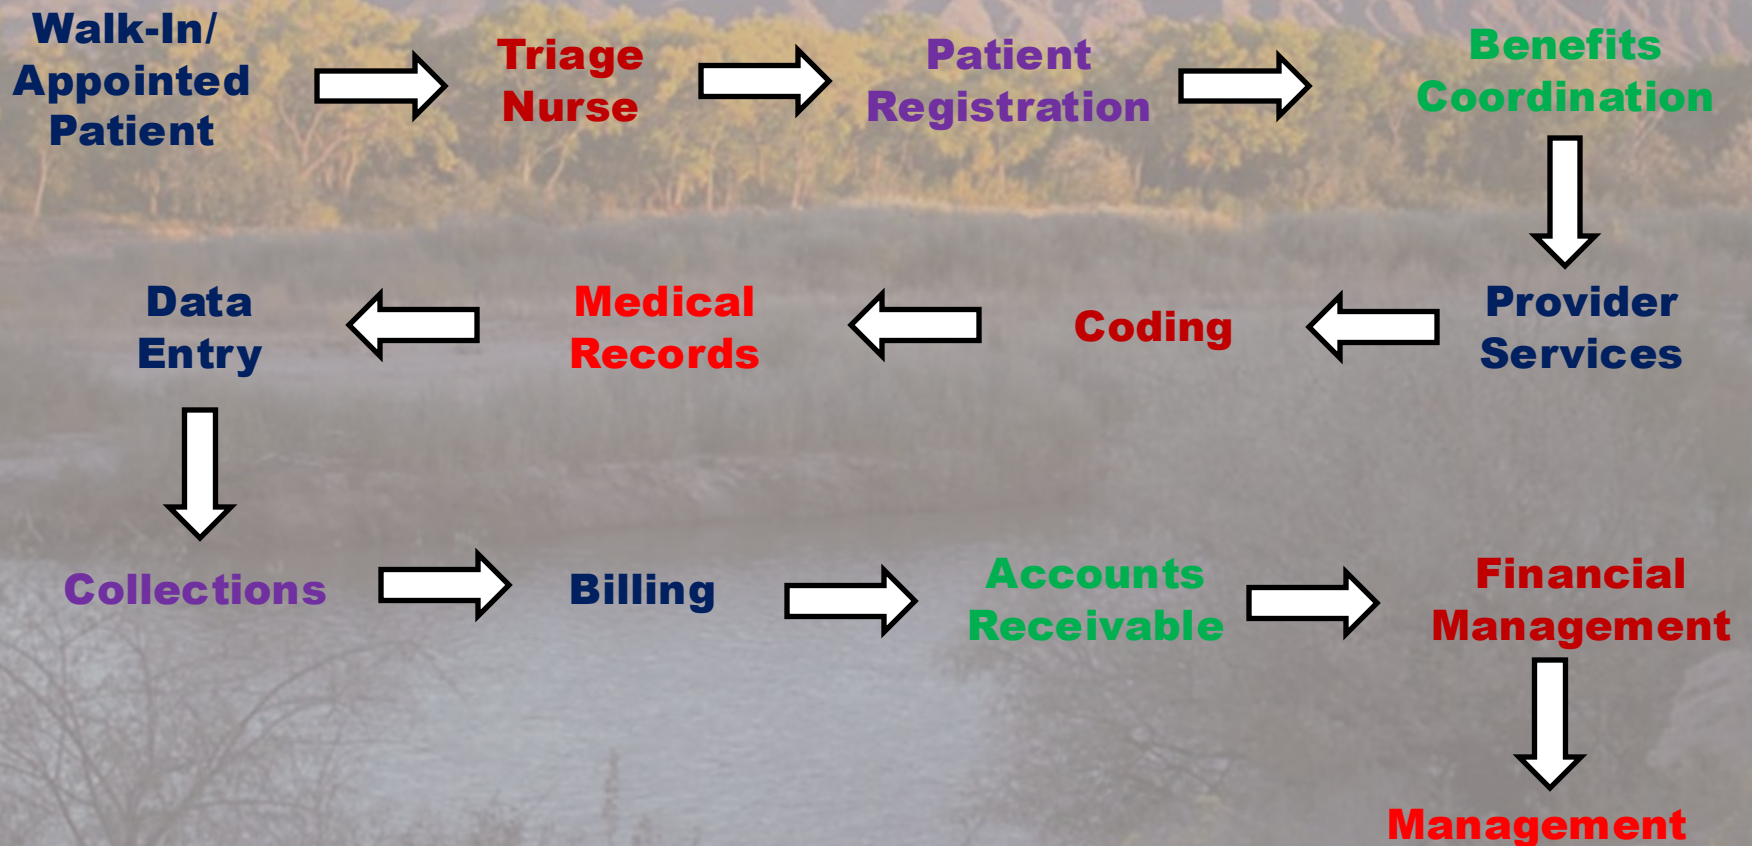 Walk-In/
Appointed
Patient
Triage
Nurse
Patient
Registration
Benefits
Coordination
Provider
Services
Coding
Medical
Records
Data
Entry
Collections
Billing
Accounts
Receivable
Financial
Management
Management